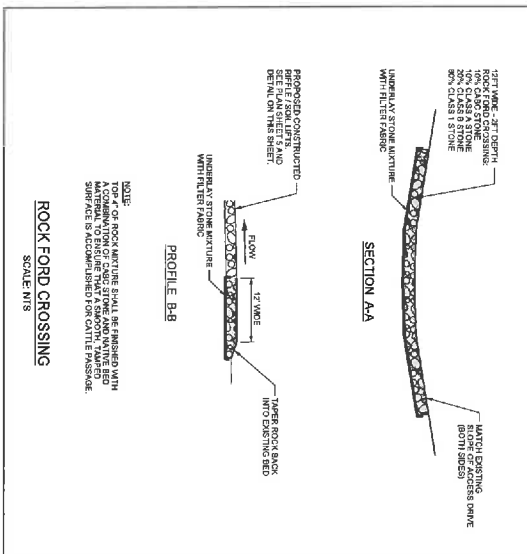 12FT WIDE - 2FT DEPTH
ROCK FORD CROSSING:
10% CABC STONE
10% CLASS A STONE
20% CLASS B STONE
60% CLASS 1 STONE
UNDERLAY STONE MIXTURE
WITH FILTER FABRIC
MATCH EXISTING
SLOPE OF ACCESS DRIVE
(BOTH SIDES)
SECTION A-A
PROPOSED CONSTRUCTED
RIFFLE / SOIL LIFTS.
SEE PLAN SHEET 5 AND
DETAIL ON THIS SHEET.
FLOW
12' WIDE
UNDERLAY STONE MIXTURE
WITH FILTER FABRIC
TAPER ROCK BACK
INTO EXISTING BED
PROFILE B-B
NOTE:
TOP 4" OF ROCK MIXTURE SHALL BE FINISHED WITH
A COMBINATION OF CABC STONE AND NATIVE BED
MATERIAL TO ENSURE THAT A SMOOTH, TAMPED
SURFACE IS ACCOMPLISHED FOR CATTLE PASSAGE.
ROCK FORD CROSSING
SCALE: NTS